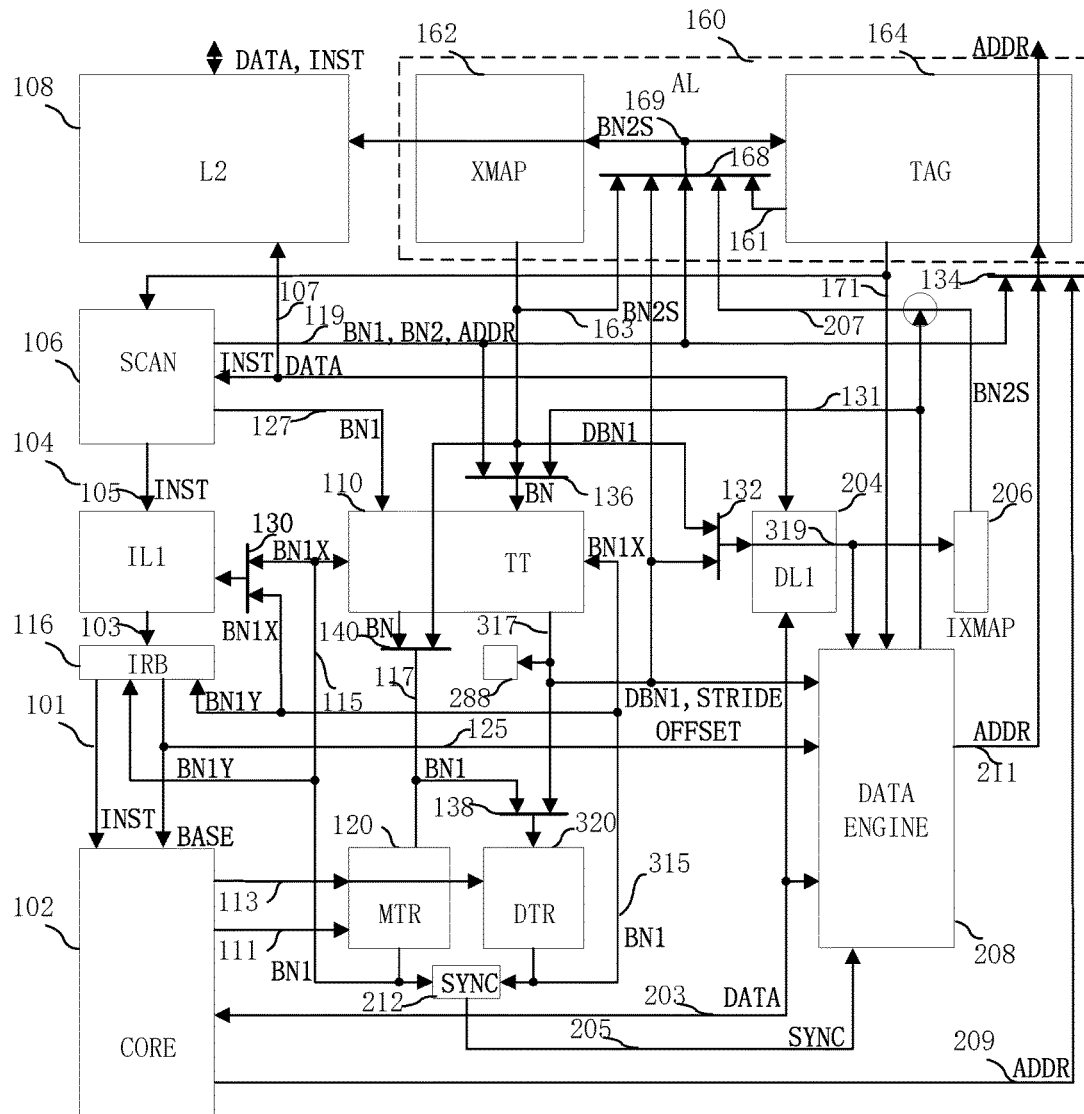 162
160
164
ADDR
DATA, INST
108
AL
169
BN2S
168
L2
XMAP
TAG
161
107
119
BN1, BN2, ADDR
163
BN2S
207
171
134
106
SCAN
INST
DATA
131
BN2S
127
BN1
DBN1
104
105
INST
110
BN
136
132
204
206
130
BN1X
BN1X
319
IL1
TT
DL1
103
BN1X
BN
140
317
IXMAP
116
IRB
117
288
BN1Y
115
DBN1, STRIDE
101
125
OFFSET
ADDR
211
BN1Y
BN1
138
DATA
ENGINE
INST
BASE
120
320
315
102
113
MTR
DTR
111
BN1
BN1
208
SYNC
212
203
DATA
205
SYNC
CORE
209
ADDR